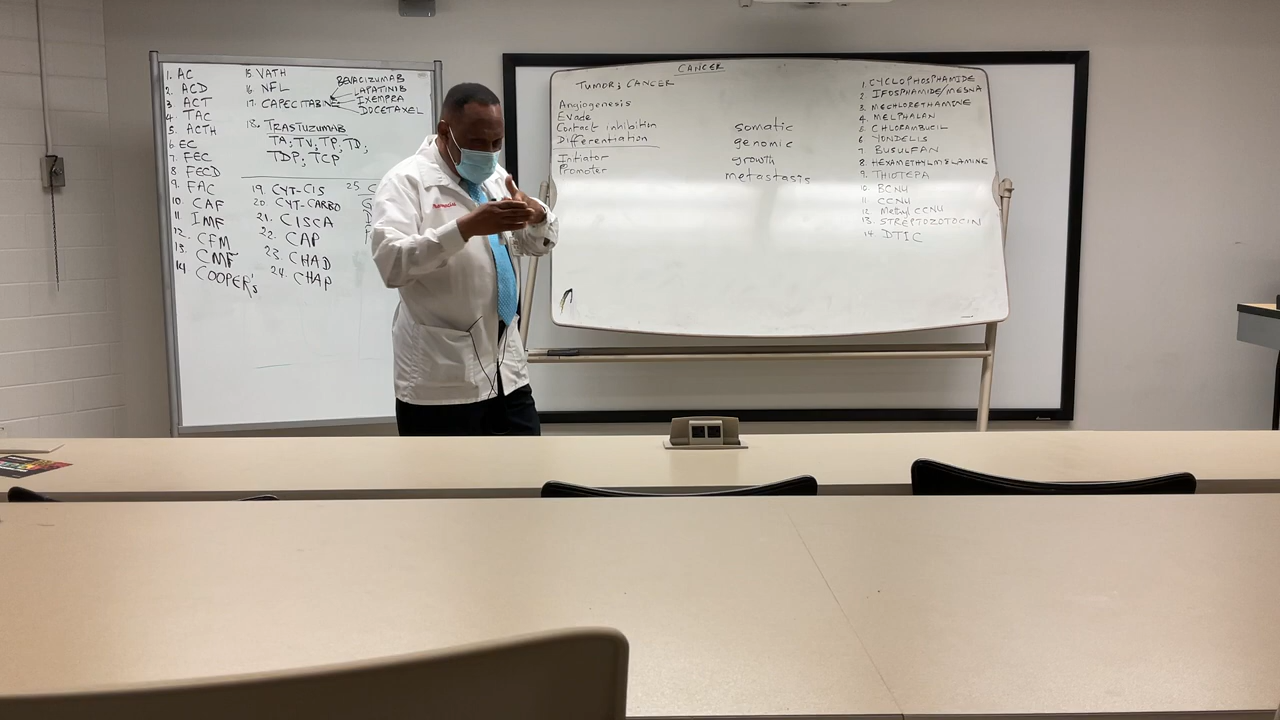 1. AC
2. ACD
3 ACT
4. TAC
5. ACTH
6 EC
7. FEC
8 FECD
9. FAC
10. CAF
11. IMF
12. CFM
13. CMF
14 COOPER's
15 VATH
16 NFL
17. CAPECITABINE
BEVACIZUMAB
LAPATINIB
IXEMPRA
DOCETAXEL
18. TRASTUZUMAB
TA; TV; TP; TD;
TDP; TCP
19. CYT-CIS
20. CYT-CARBO
21. CISCA
22. CAP
23. CHAD
24. CHAP
25 C
CANCER
TUMOR; CANCER
Angiogenesis
Evade
Contact inhibition
Differentiation
Initiator
Promoter
somatic
genomic
growth
metastasis
1. CYCLOPHOSPHAMIDE
2 IFOSPHAMIDE/MESNA
3. MECHLORETHAMINE
4. MELPHALAN
5 CHLORAMBUCIL
6 YONDELIS
7 BUSULFAN
8. HEXAMETHYLMELAMINE
9. THIOTEPA
10. BCNU
11 CCNU
12 Methyl CCNU
13 STREPTOZOTOCIN
14 DTIC